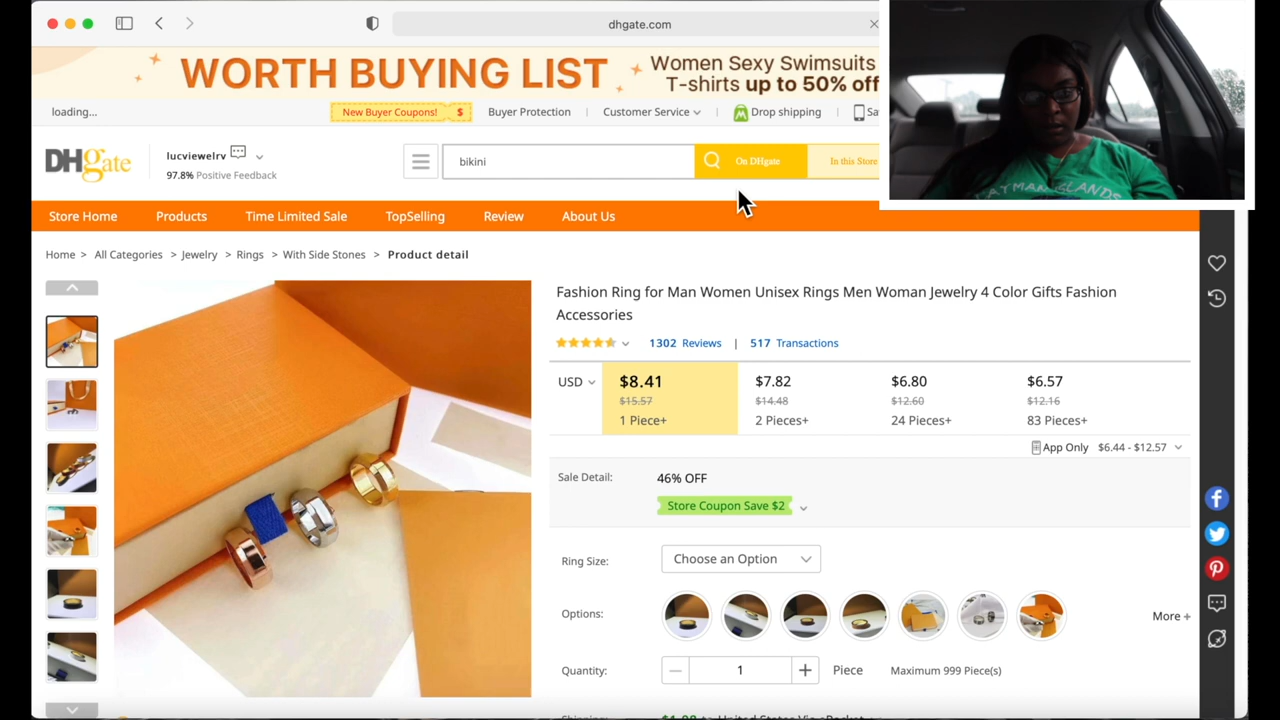 dhgate.com
WORTH BUYING LIST
Women Sexy Swimsuits
T-shirts up to 50% off
loading...
New Buyer Coupons! $
Buyer Protection
Customer Service
Drop shipping
DHgate
lucviewelrv
97.8% Positive Feedback
bikini
On DHgate
In this Store
Store Home
Products
Time Limited Sale
TopSelling
Review
About Us
Home > All Categories > Jewelry > Rings > With Side Stones > Product detail
Fashion Ring for Man Women Unisex Rings Men Woman Jewelry 4 Color Gifts Fashion
Accessories
1302 Reviews | 517 Transactions
USD
$8.41 $7.82 $6.80 $6.57
$15.57 $14.48 $12.60 $12.16
1 Piece+ 2 Pieces+ 24 Pieces+ 83 Pieces+
App Only $6.44 - $12.57
Sale Detail: 46% OFF
Store Coupon Save $2
Ring Size: Choose an Option
Options:
More +
Quantity: 1 Piece Maximum 999 Piece(s)